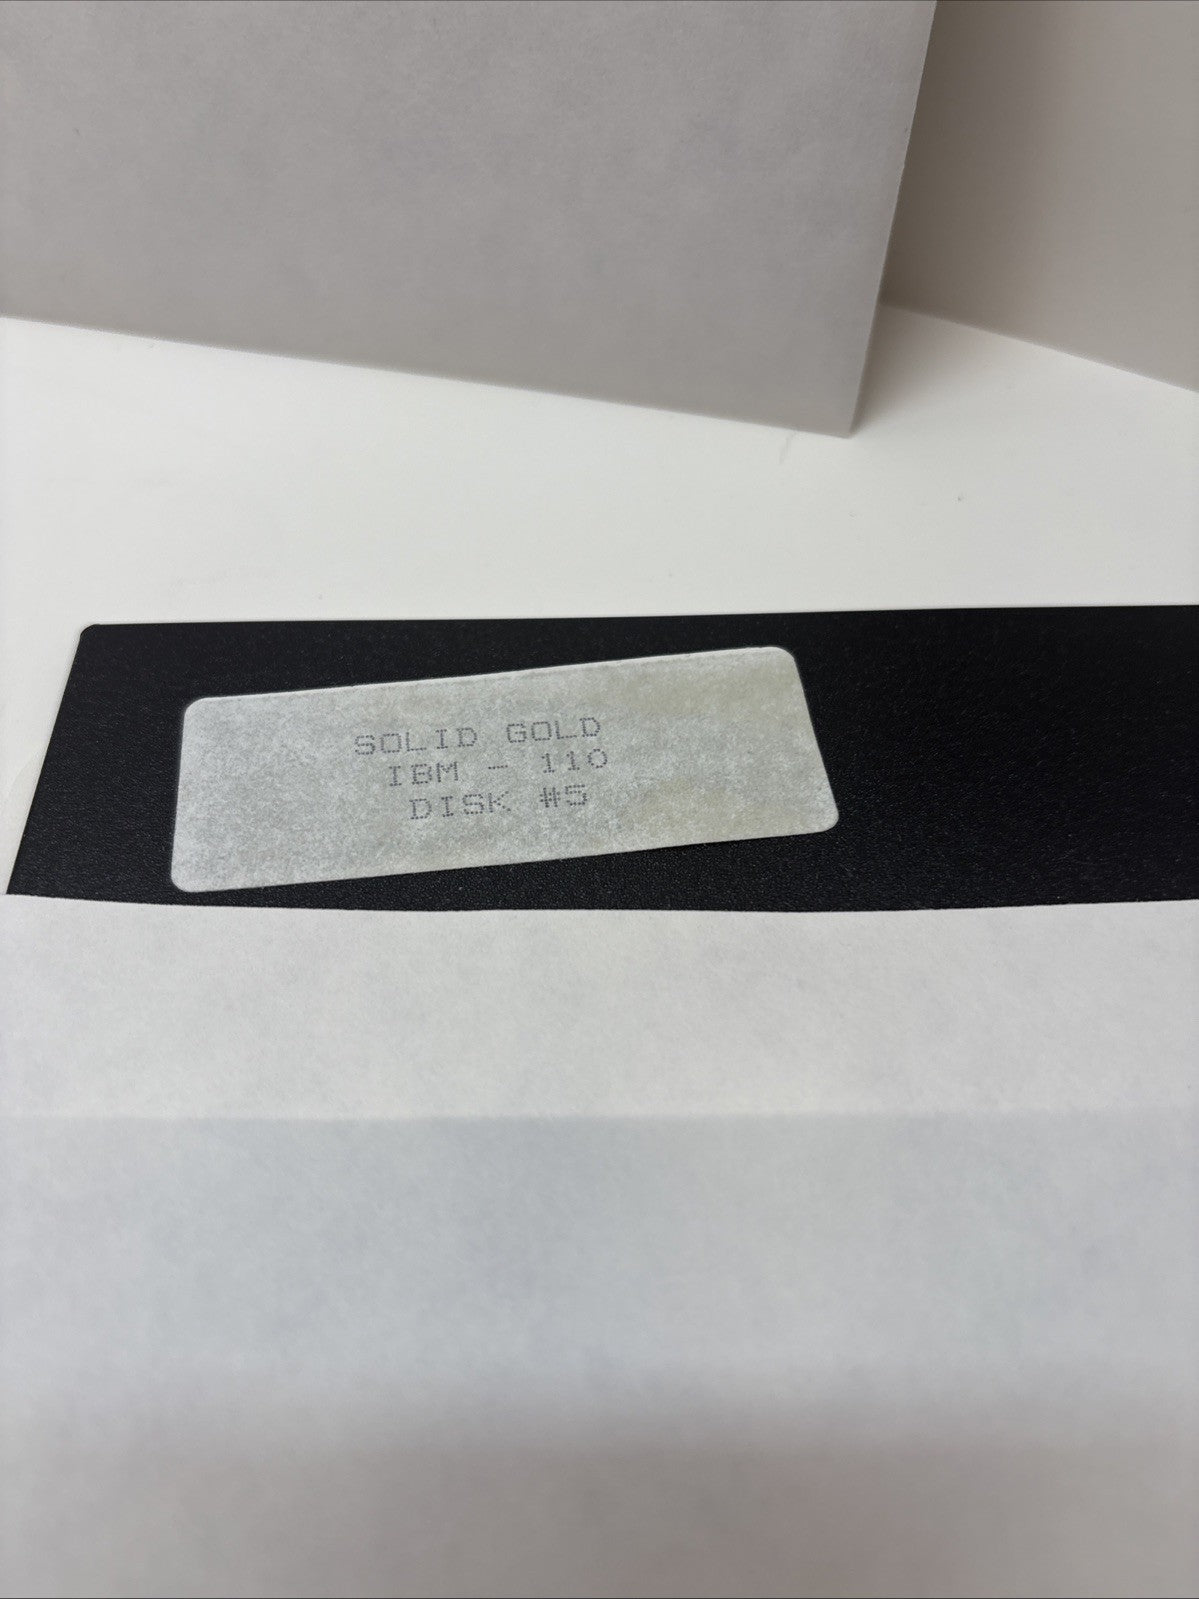 SOLID GOLD
IBM - 110
DISK #5